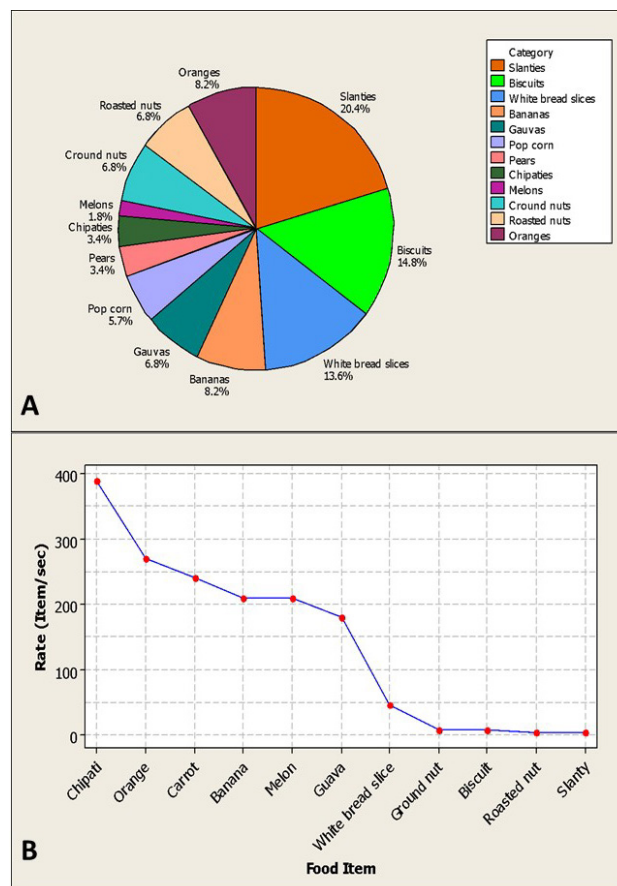 Oranges
8.2%
Slanties
20.4%
Roasted nuts
6.8%
Cround nuts
6.8%
Melons
1.8%
Chipaties
3.4%
Pears
3.4%
Pop corn
5.7%
Gauvas
6.8%
Bananas
8.2%
White bread slices
13.6%
Biscuits
14.8%
Category
Slanties
Biscuits
White bread slices
Bananas
Gauvas
Pop corn
Pears
Chipaties
Melons
Cround nuts
Roasted nuts
Oranges
A
400
300
200
100
0
Rate (Item/sec)
Chipati
Orange
Carrot
Banana
Melon
Guava
White bread slice
Ground nut
Biscuit
Roasted nut
Slanty
Food Item
B